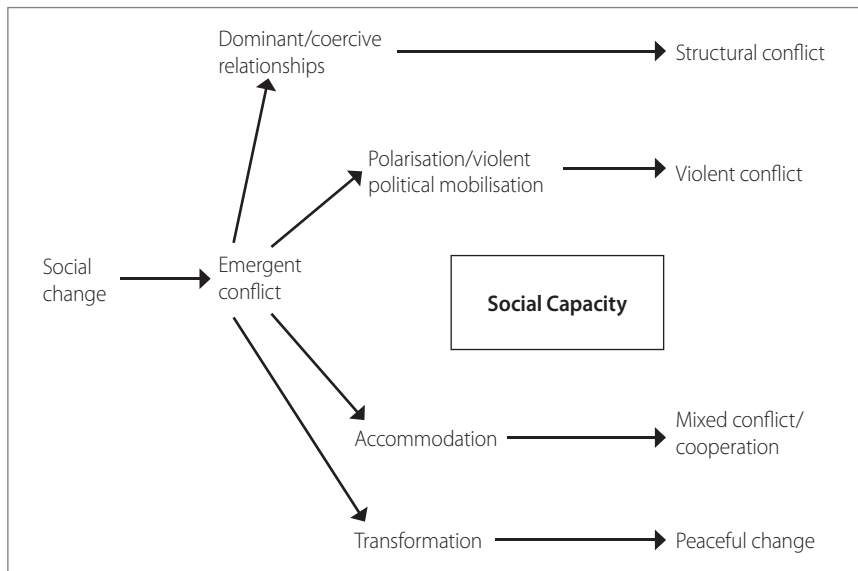 Dominant/coercive
relationships
Structural conflict
Polarisation/violent
political mobilisation
Violent conflict
Social
change
Emergent
conflict
Social Capacity
Accommodation
Mixed conflict/
cooperation
Transformation
Peaceful change